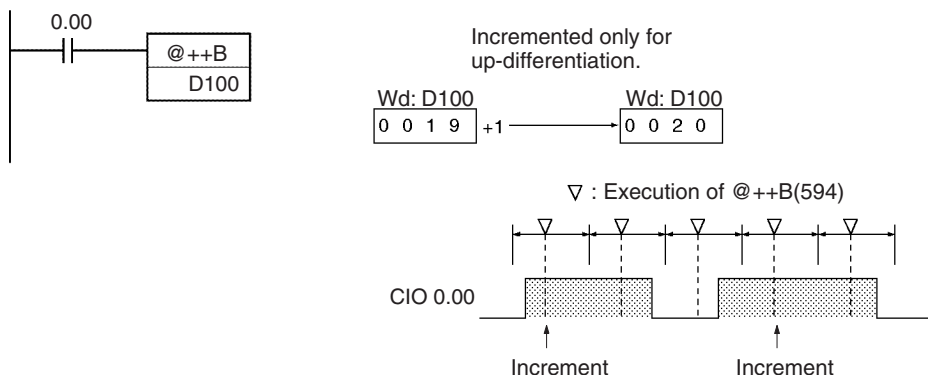 0.00
@++B
D100
Incremented only for
up-differentiation.
Wd: D100
0 0 1 9 +1
Wd: D100
0 0 2 0
▽ : Execution of @++B(594)
CIO 0.00
Increment
Increment